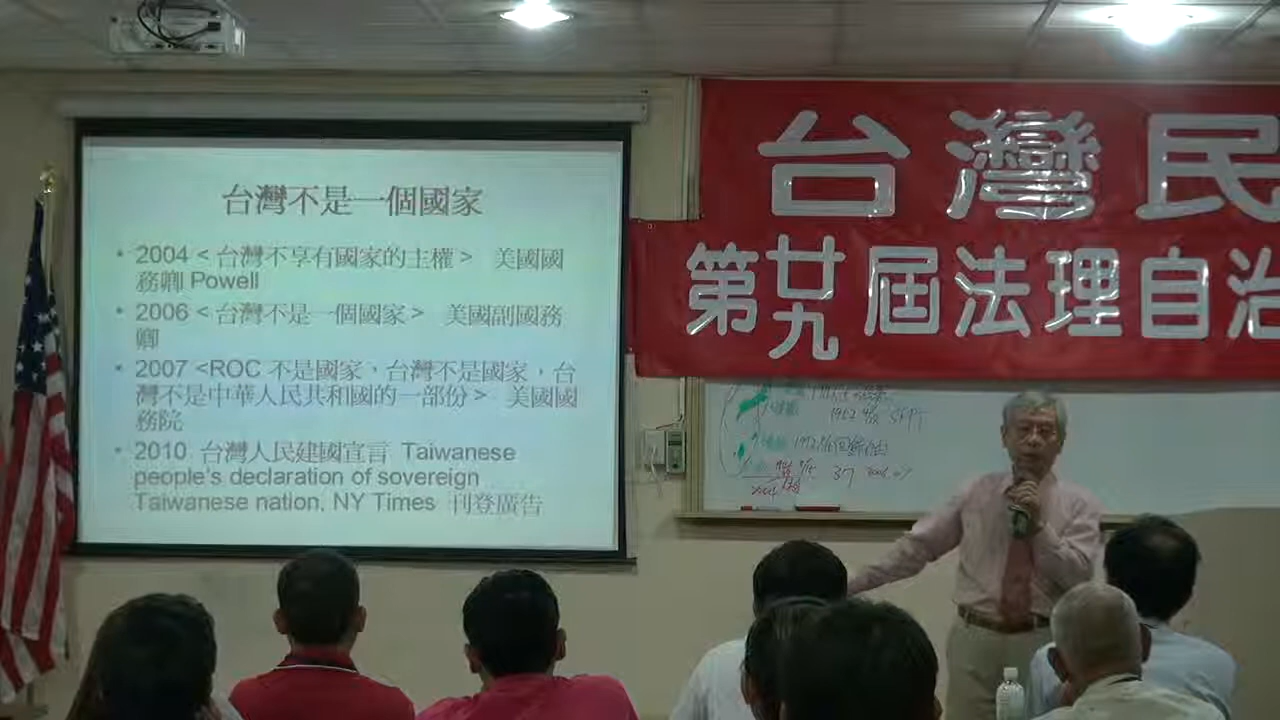 台灣不是一個國家
• 2004 < 台灣不享有國家的主權 > 美國國
務卿 Powell
• 2006 < 台灣不是一個國家 > 美國副國務
卿
• 2007 <ROC 不是國家，台灣不是國家，台
灣不是中華人民共和國的一部份 > 美國國
務院
• 2010 台灣人民建國宣言 Taiwanese
people's declaration of sovereign
Taiwanese nation, NY Times 刊登廣告
台灣民
第廿九屆法理自治
1952
SFPT
37